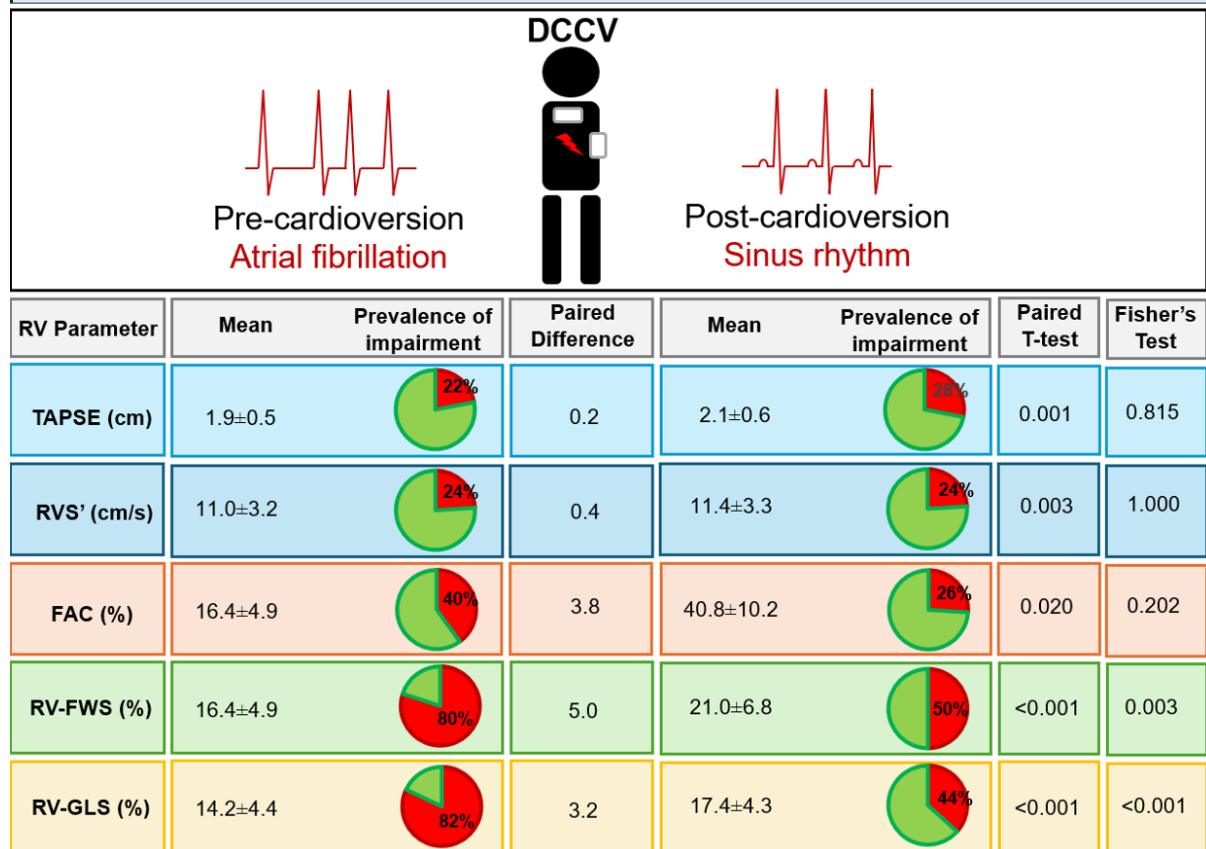 DCCV
Pre-cardioversion
Atrial fibrillation
Post-cardioversion
Sinus rhythm
RV Parameter Mean Prevalence of impairment Paired Difference Mean Prevalence of impairment Paired T-test Fisher's Test
TAPSE (cm) 1.9±0.5 22% 0.2 2.1±0.6 28% 0.001 0.815
RVS' (cm/s) 11.0±3.2 24% 0.4 11.4±3.3 24% 0.003 1.000
FAC (%) 16.4±4.9 40% 3.8 40.8±10.2 26% 0.020 0.202
RV-FWS (%) 16.4±4.9 80% 5.0 21.0±6.8 50% <0.001 0.003
RV-GLS (%) 14.2±4.4 82% 3.2 17.4±4.3 44% <0.001 <0.001